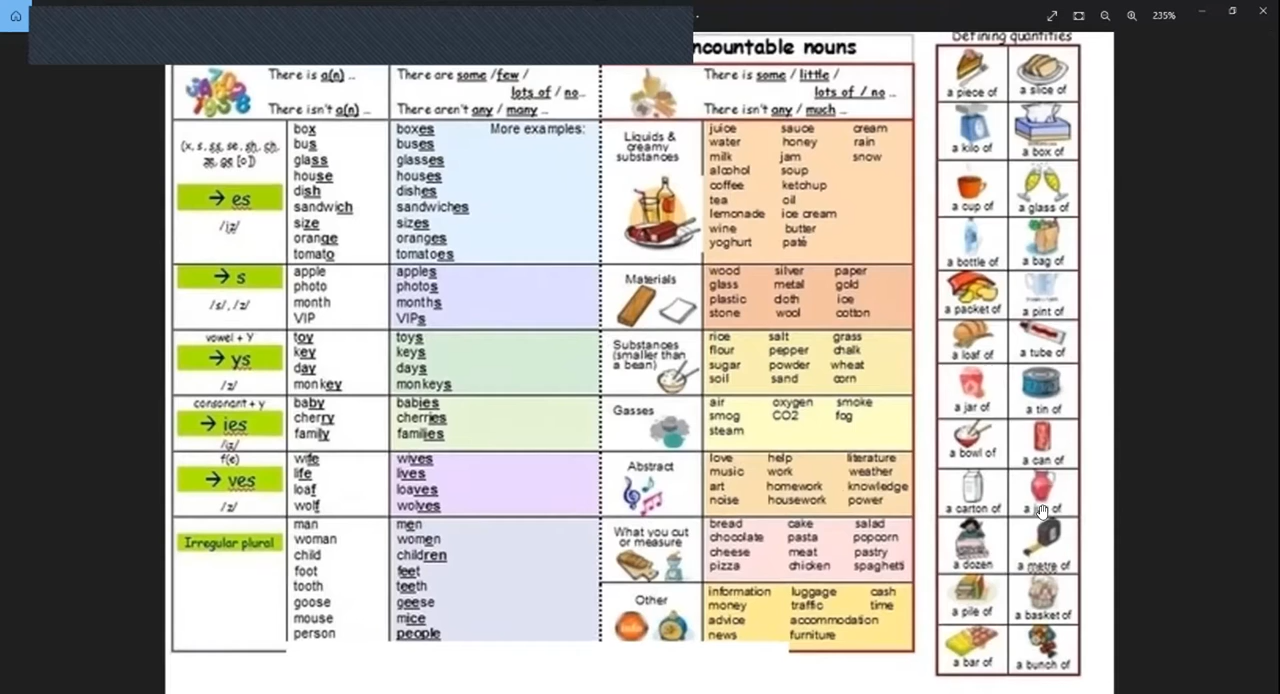 235%
ncountable nouns
Defining quantities
There is a(n) ..
There isn't a(n) ...
There are some /few/
lots of / no...
There aren't any / many ...
There is some / little /
lots of / no ...
There isn't any / much ...
→ es
box
bus
glass
house
dish
sandwich
size
orange
tomato
boxes More examples:
buses
glasses
houses
dishes
sandwiches
sizes
oranges
tomatoes
→ s
/s/, /z/
apple
photo
month
VIP
apples
photos
months
VIPs
vowel + Y
→ ys
/z/
toy
key
day
monkey
toys
keys
days
monkeys
consonant + y
→ ies
baby
cherry
family
babies
cherries
families
f(e)
→ ves
/z/
wife
life
loaf
wolf
wives
lives
loaves
wolves
Irregular plural
man
woman
child
foot
tooth
goose
mouse
person
men
women
children
feet
teeth
geese
mice
people
Liquids &
creamy
substances
juice sauce cream
water honey rain
milk jam snow
alcohol soup
coffee ketchup
tea oil
lemonade ice cream
wine butter
yoghurt paté
Materials
wood silver paper
glass metal gold
plastic cloth ice
stone wool cotton
Substances
(smaller than
a bean)
rice salt grass
flour pepper chalk
sugar powder wheat
soil sand corn
Gasses
air oxygen smoke
smog CO2 fog
steam
Abstract
love help literature
music work weather
art homework knowledge
noise housework power
What you cut
or measure
bread cake salad
chocolate pasta popcorn
cheese meat pastry
pizza chicken spaghetti
Other
information luggage cash
money traffic time
advice accommodation
news furniture
a piece of a slice of
a kilo of a box of
a cup of a glass of
a bottle of a bag of
a packet of a pint of
a loaf of a tube of
a jar of a tin of
a bowl of a can of
a carton of a of
a dozen a metre of
a pile of a basket of
a bar of a bunch of